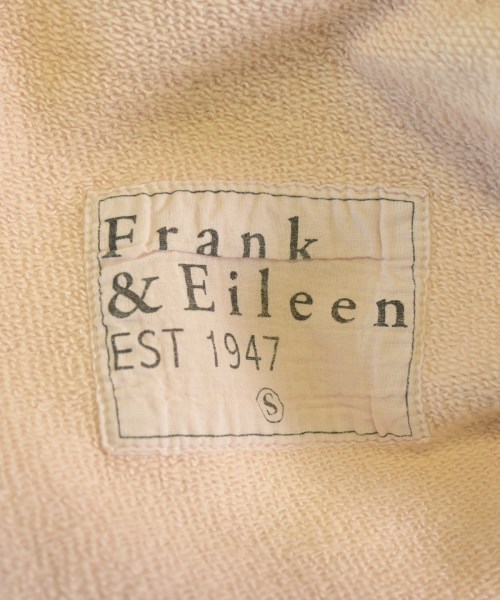 Frank
& Eileen
EST 1947
S